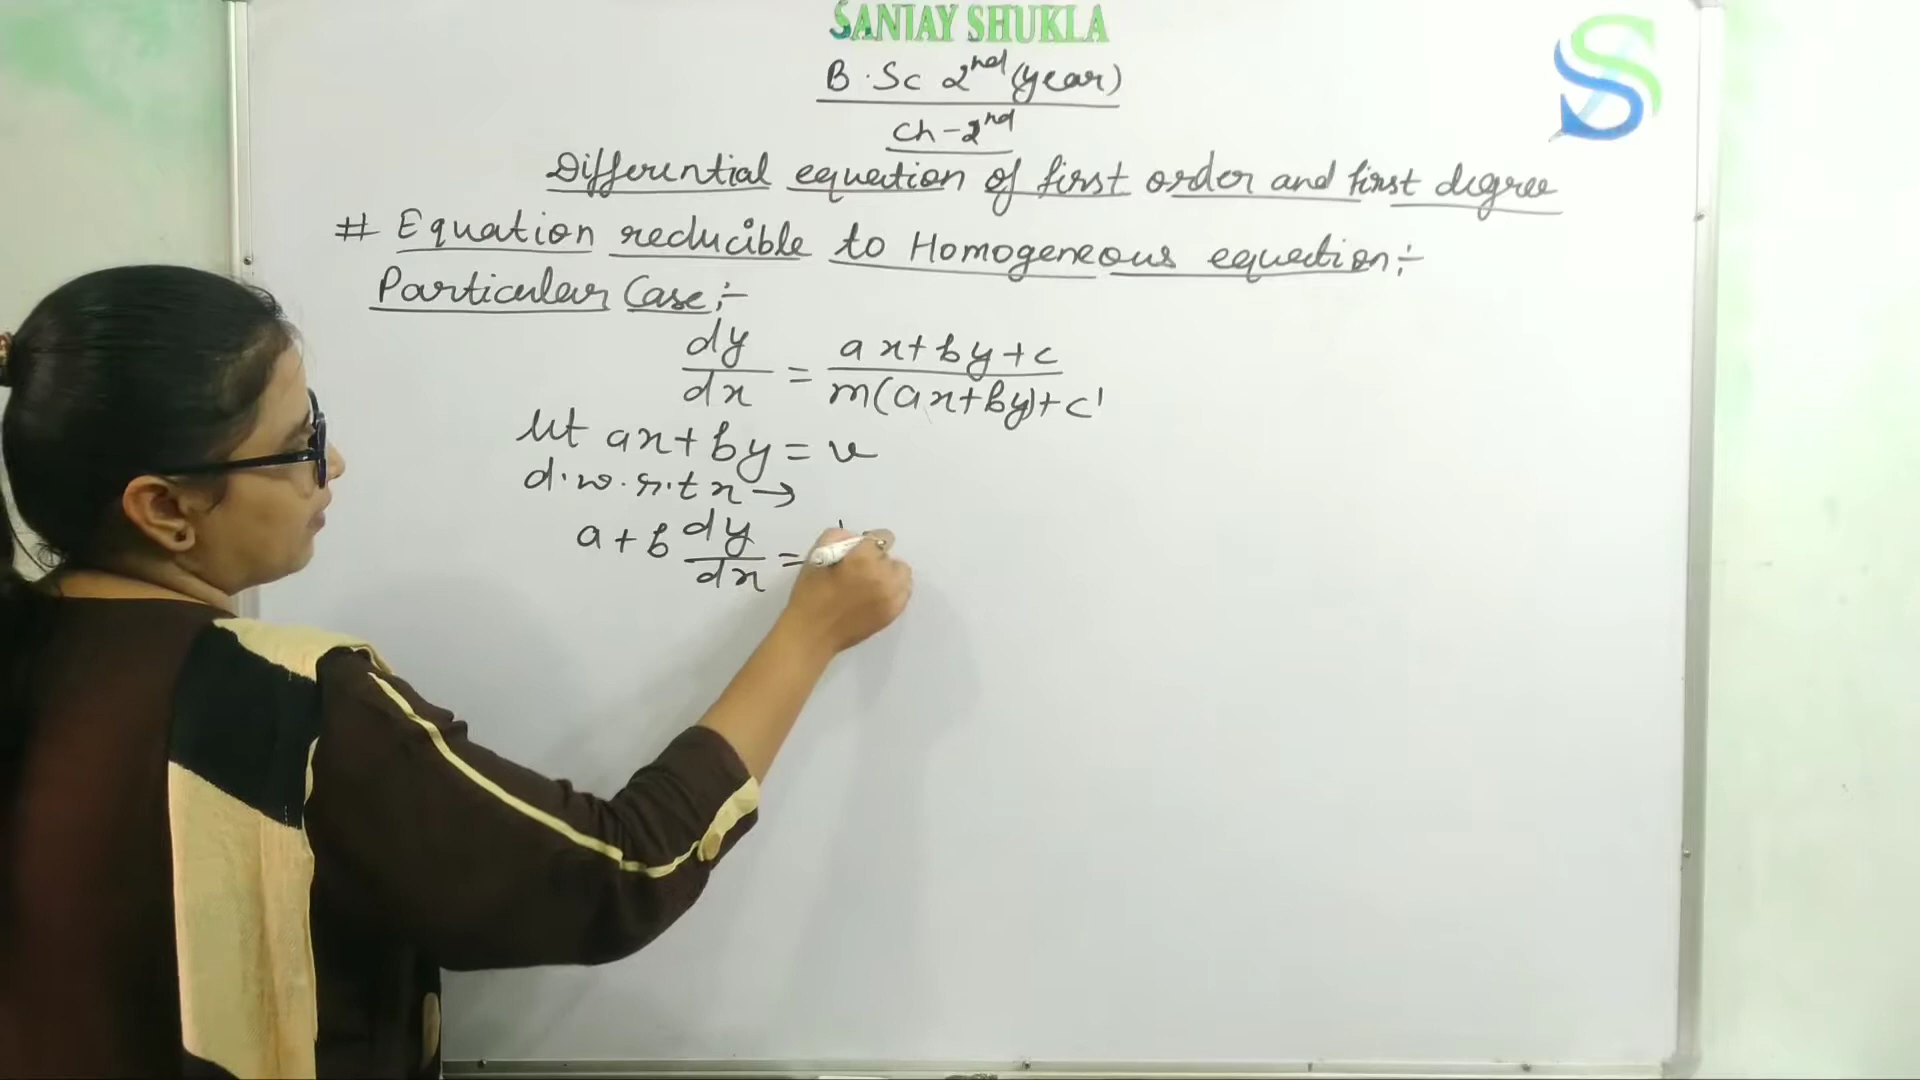 SANJAY SHUKLA
B.Sc 2nd (year)
Ch-2nd
Differential equation of first order and first degree
# Equation reducible to Homogeneous equation:-
Particular Case:-
dy/dx = ax+by+c / m(ax+by)+c'
let ax+by=v
d.w.r.t x →
a+b dy/dx =